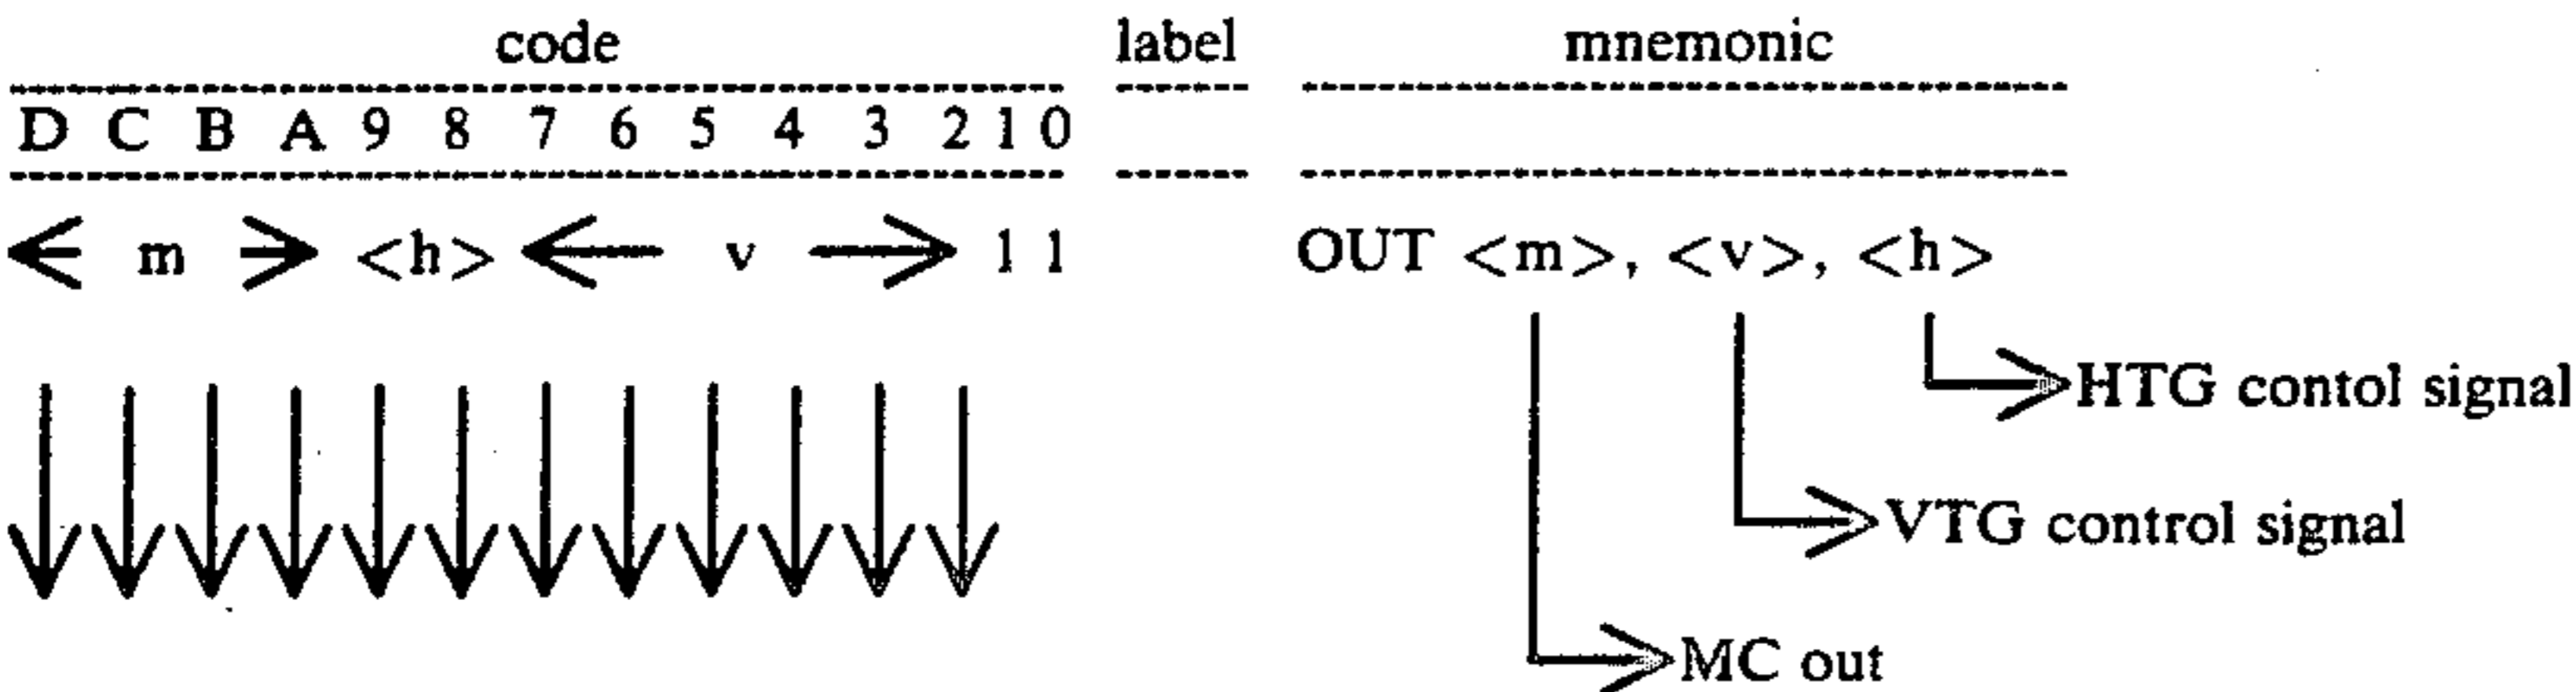 code label mnemonic
D C B A 9 8 7 6 5 4 3 2 1 0
m <h> v 1 1 OUT <m>, <v>, <h>
HTG contol signal
VTG control signal
MC out